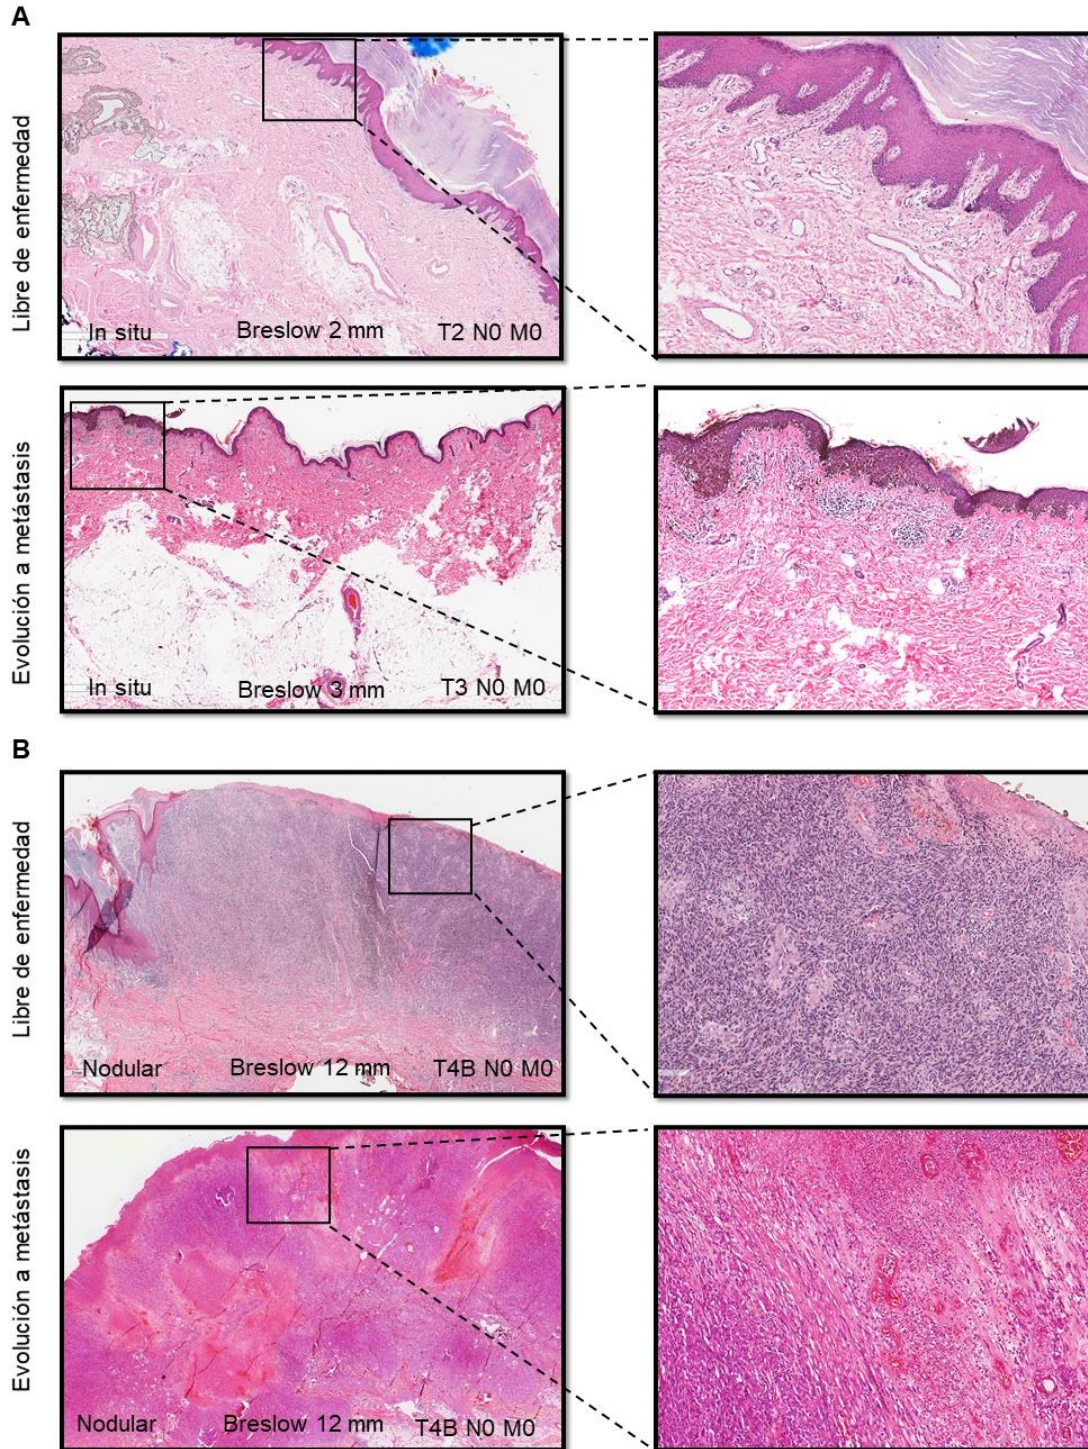 A
Libre de enfermedad
In situ Breslow 2 mm T2 N0 M0
Evolución a metástasis
In situ Breslow 3 mm T3 N0 M0
B
Libre de enfermedad
Nodular Breslow 12 mm T4B N0 M0
Evolución a metástasis
Nodular Breslow 12 mm T4B N0 M0